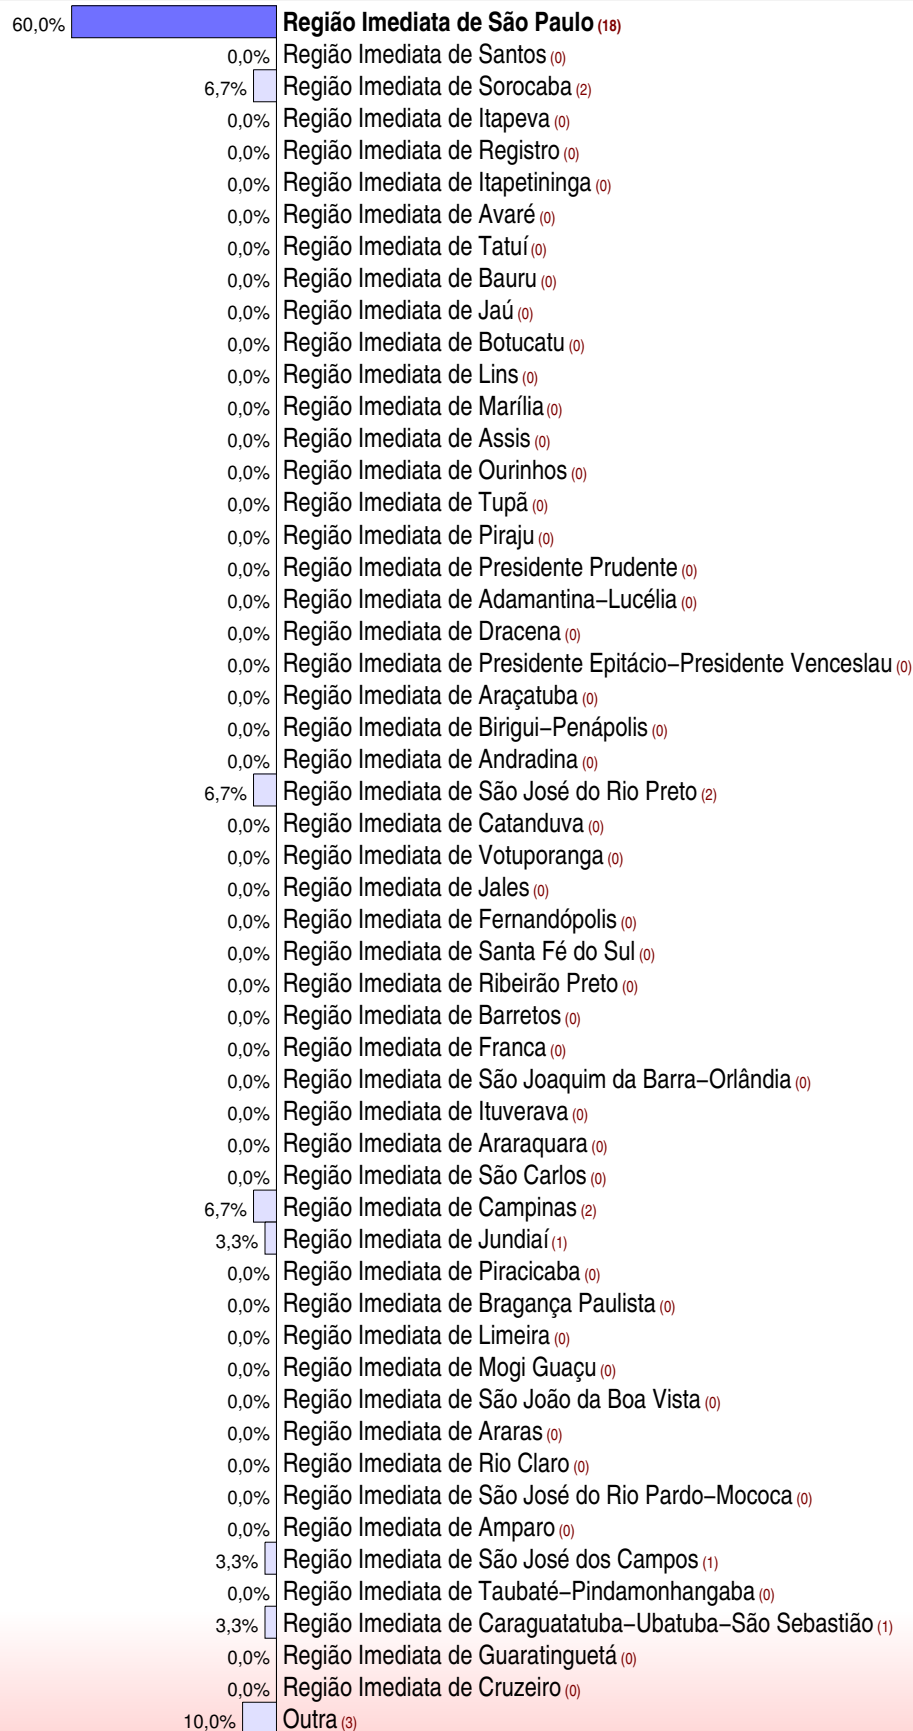 60,0% Região Imediata de São Paulo (18)
0,0% Região Imediata de Santos (0)
6,7% Região Imediata de Sorocaba (2)
0,0% Região Imediata de Itapeva (0)
0,0% Região Imediata de Registro (0)
0,0% Região Imediata de Itapetininga (0)
0,0% Região Imediata de Avaré (0)
0,0% Região Imediata de Tatuí (0)
0,0% Região Imediata de Bauru (0)
0,0% Região Imediata de Jaú (0)
0,0% Região Imediata de Botucatu (0)
0,0% Região Imediata de Lins (0)
0,0% Região Imediata de Marília (0)
0,0% Região Imediata de Assis (0)
0,0% Região Imediata de Ourinhos (0)
0,0% Região Imediata de Tupã (0)
0,0% Região Imediata de Piraju (0)
0,0% Região Imediata de Presidente Prudente (0)
0,0% Região Imediata de Adamantina−Lucélia (0)
0,0% Região Imediata de Dracena (0)
0,0% Região Imediata de Presidente Epitácio−Presidente Venceslau (0)
0,0% Região Imediata de Araçatuba (0)
0,0% Região Imediata de Birigui−Penápolis (0)
0,0% Região Imediata de Andradina (0)
6,7% Região Imediata de São José do Rio Preto (2)
0,0% Região Imediata de Catanduva (0)
0,0% Região Imediata de Votuporanga (0)
0,0% Região Imediata de Jales (0)
0,0% Região Imediata de Fernandópolis (0)
0,0% Região Imediata de Santa Fé do Sul (0)
0,0% Região Imediata de Ribeirão Preto (0)
0,0% Região Imediata de Barretos (0)
0,0% Região Imediata de Franca (0)
0,0% Região Imediata de São Joaquim da Barra−Orlândia (0)
0,0% Região Imediata de Ituverava (0)
0,0% Região Imediata de Araraquara (0)
0,0% Região Imediata de São Carlos (0)
6,7% Região Imediata de Campinas (2)
3,3% Região Imediata de Jundiaí (1)
0,0% Região Imediata de Piracicaba (0)
0,0% Região Imediata de Bragança Paulista (0)
0,0% Região Imediata de Limeira (0)
0,0% Região Imediata de Mogi Guaçu (0)
0,0% Região Imediata de São João da Boa Vista (0)
0,0% Região Imediata de Araras (0)
0,0% Região Imediata de Rio Claro (0)
0,0% Região Imediata de São José do Rio Pardo−Mococa (0)
0,0% Região Imediata de Amparo (0)
3,3% Região Imediata de São José dos Campos (1)
0,0% Região Imediata de Taubaté−Pindamonhangaba (0)
3,3% Região Imediata de Caraguatatuba−Ubatuba−São Sebastião (1)
0,0% Região Imediata de Guaratinguetá (0)
0,0% Região Imediata de Cruzeiro (0)
10,0% Outra (3)